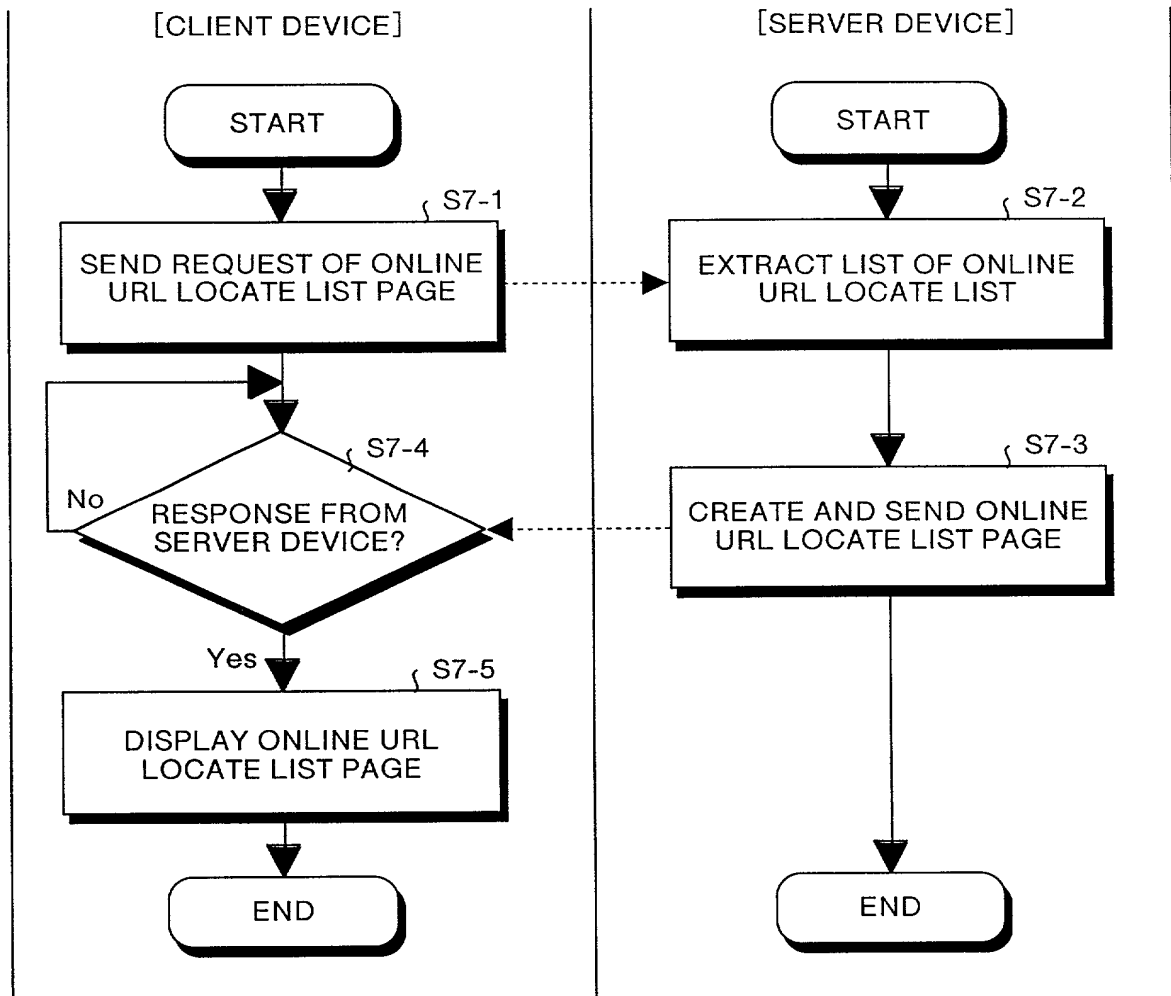 [CLIENT DEVICE]
[SERVER DEVICE]
START
START
S7-1
S7-2
SEND REQUEST OF ONLINE
URL LOCATE LIST PAGE
EXTRACT LIST OF ONLINE
URL LOCATE LIST
S7-4
S7-3
No
RESPONSE FROM
SERVER DEVICE?
CREATE AND SEND ONLINE
URL LOCATE LIST PAGE
Yes
S7-5
DISPLAY ONLINE URL
LOCATE LIST PAGE
END
END